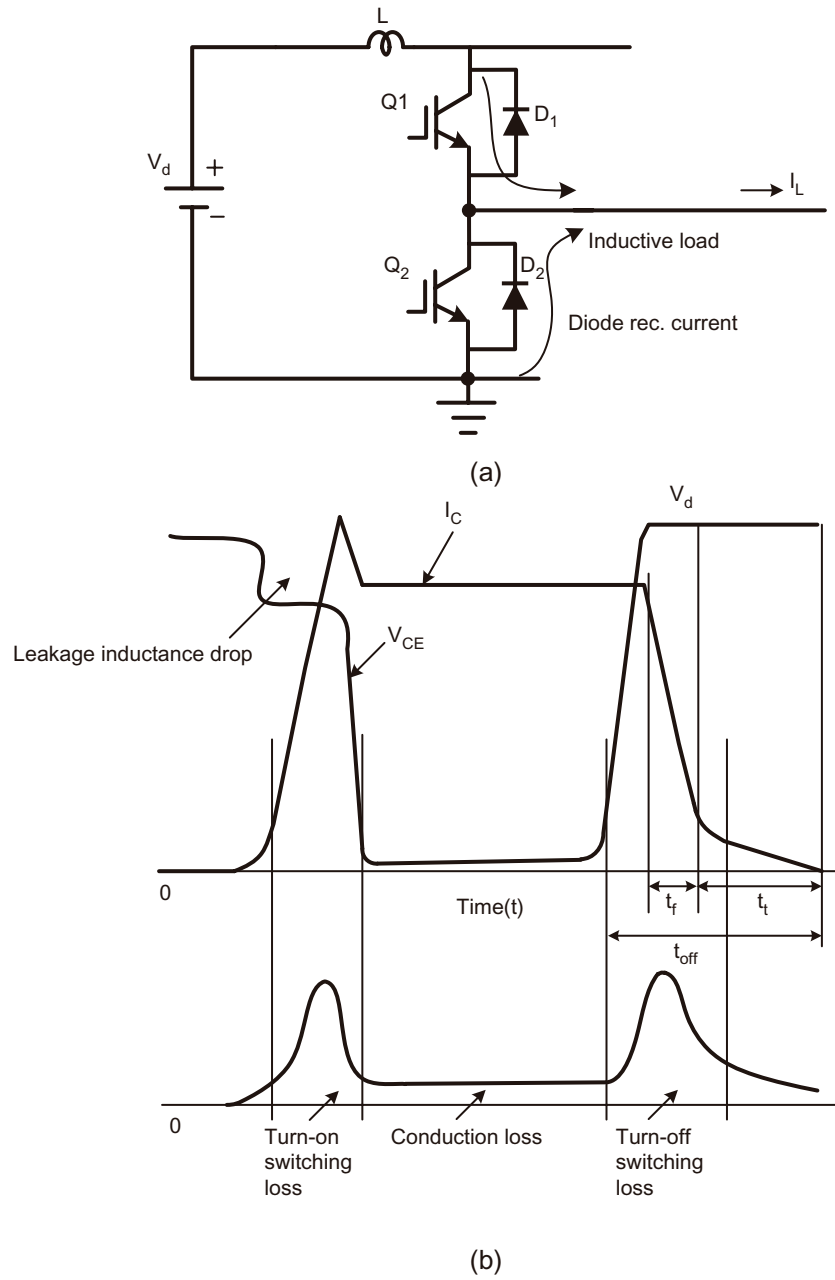 L
Q1
D1
Vd
+
−
IL
Inductive load
Q2
D2
Diode rec. current
(a)
Vd
IC
VCE
Leakage inductance drop
0
Time(t)
tf
tt
toff
0
Turn-on
switching
loss
Conduction loss
Turn-off
switching
loss
(b)